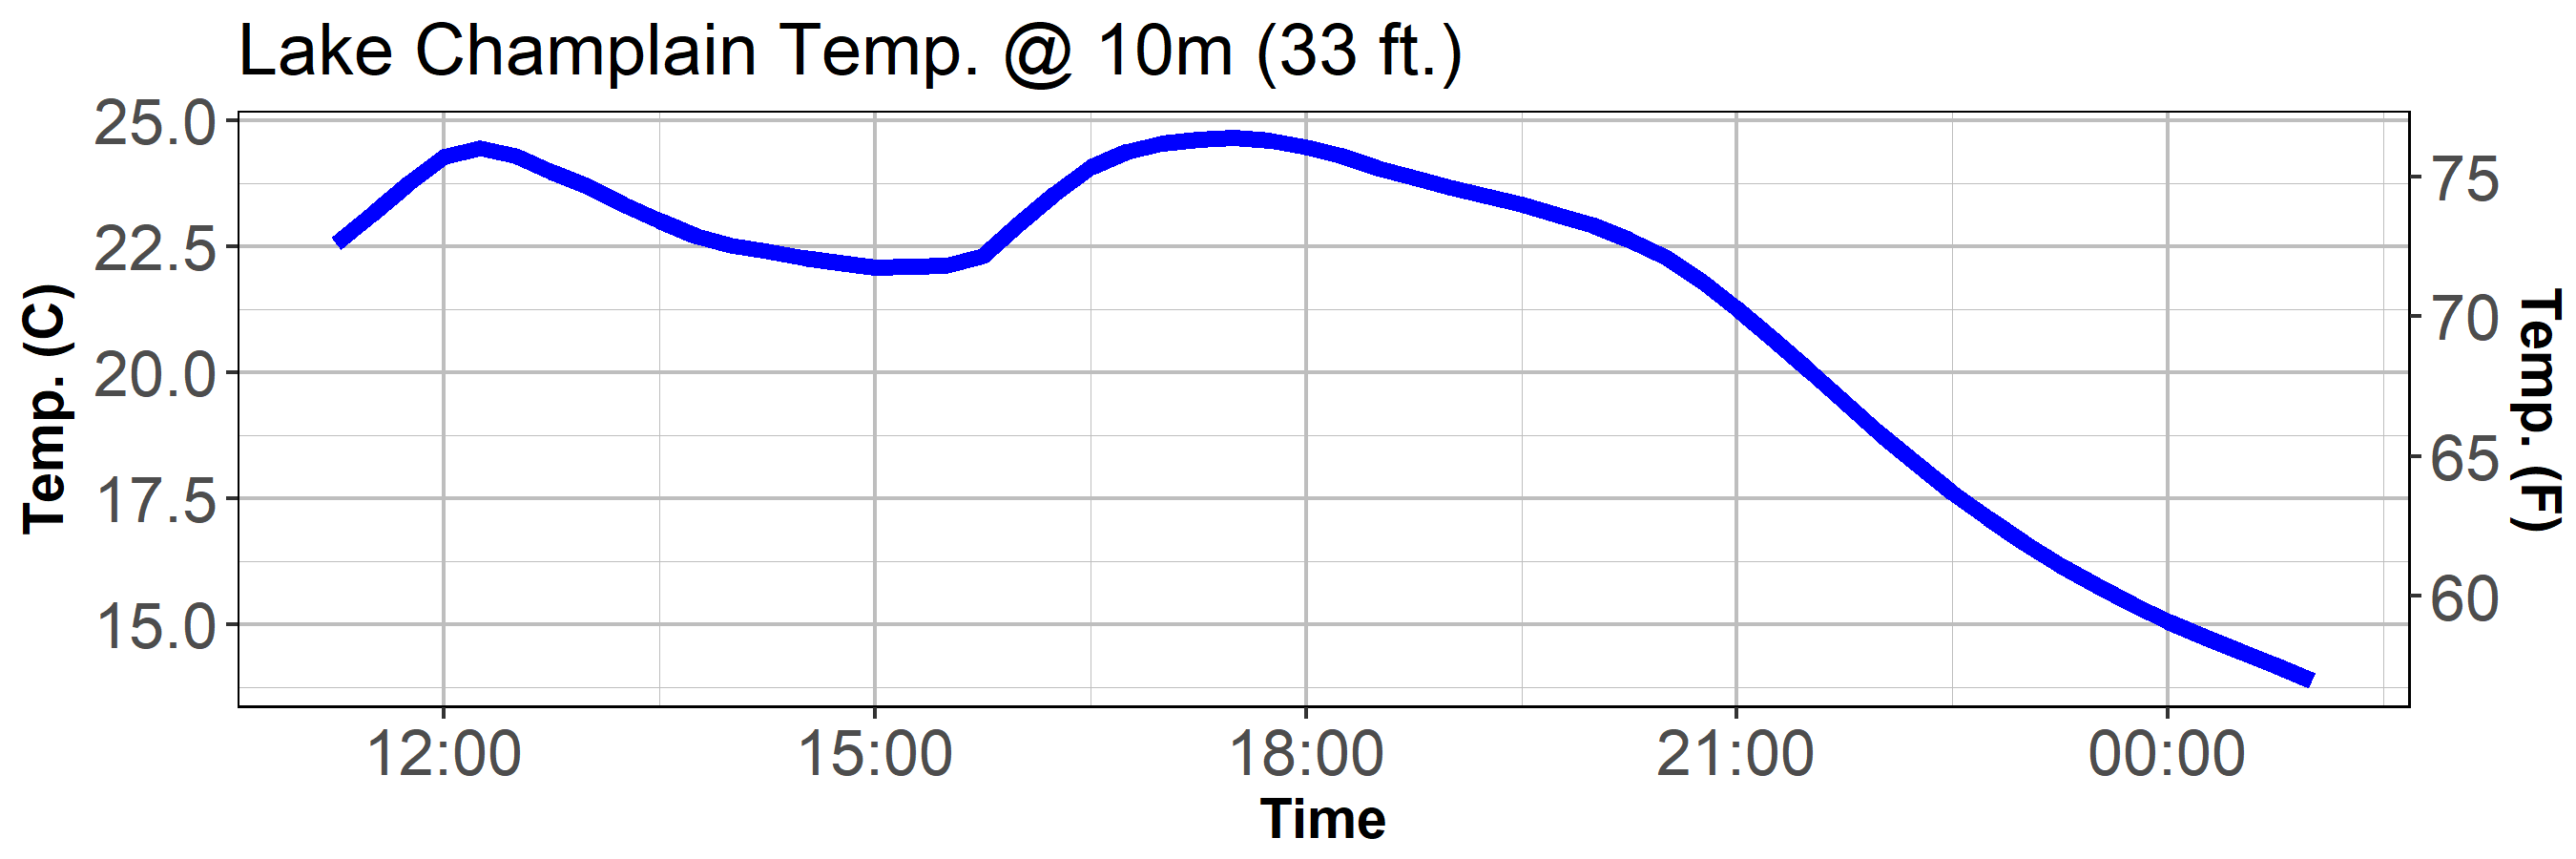 Lake Champlain Temp. @ 10m (33 ft.)
Temp. (C)
25.0
22.5
20.0
17.5
15.0
75
70
65
60
Temp. (F)
12:00 15:00 18:00 21:00 00:00
Time